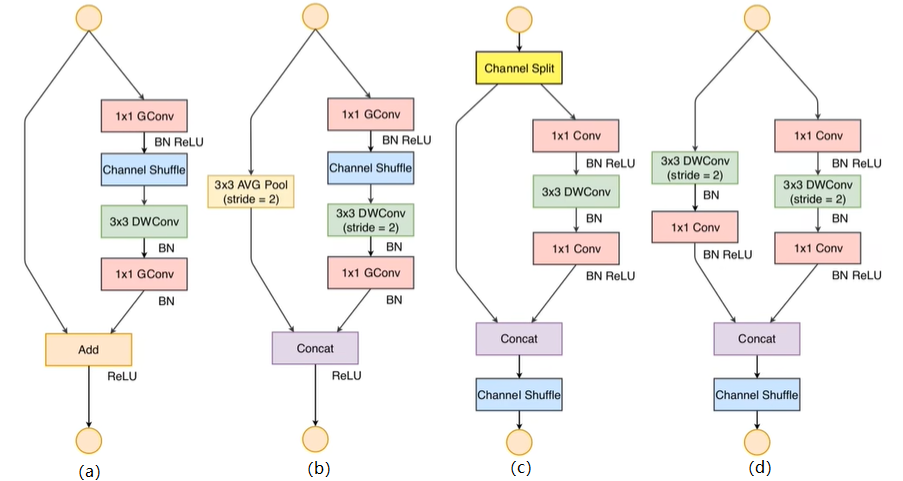 1x1 GConv
BN ReLU
Channel Shuffle
3x3 DWConv
BN
1x1 GConv
BN
Add
ReLU
(a)
1x1 GConv
BN ReLU
Channel Shuffle
3x3 AVG Pool
(stride = 2)
3x3 DWConv
(stride = 2)
BN
1x1 GConv
BN
Concat
ReLU
(b)
Channel Split
1x1 Conv
BN ReLU
3x3 DWConv
BN
1x1 Conv
BN ReLU
Concat
Channel Shuffle
(c)
3x3 DWConv
(stride = 2)
BN
1x1 Conv
BN ReLU
1x1 Conv
BN ReLU
3x3 DWConv
(stride = 2)
BN
1x1 Conv
BN ReLU
Concat
Channel Shuffle
(d)